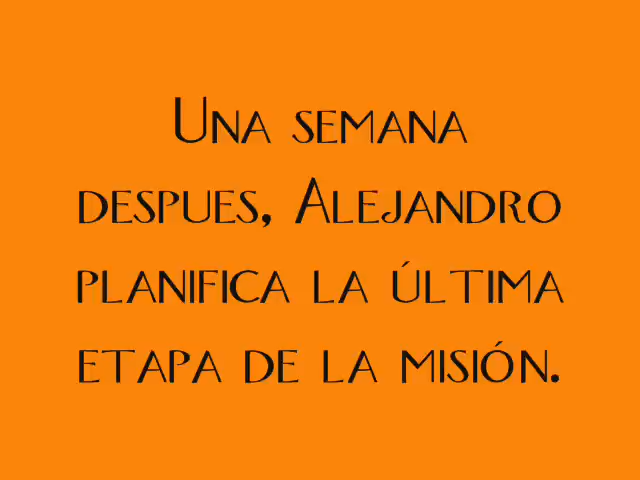 Una semana
despues, Alejandro
planifica la última
etapa de la misión.